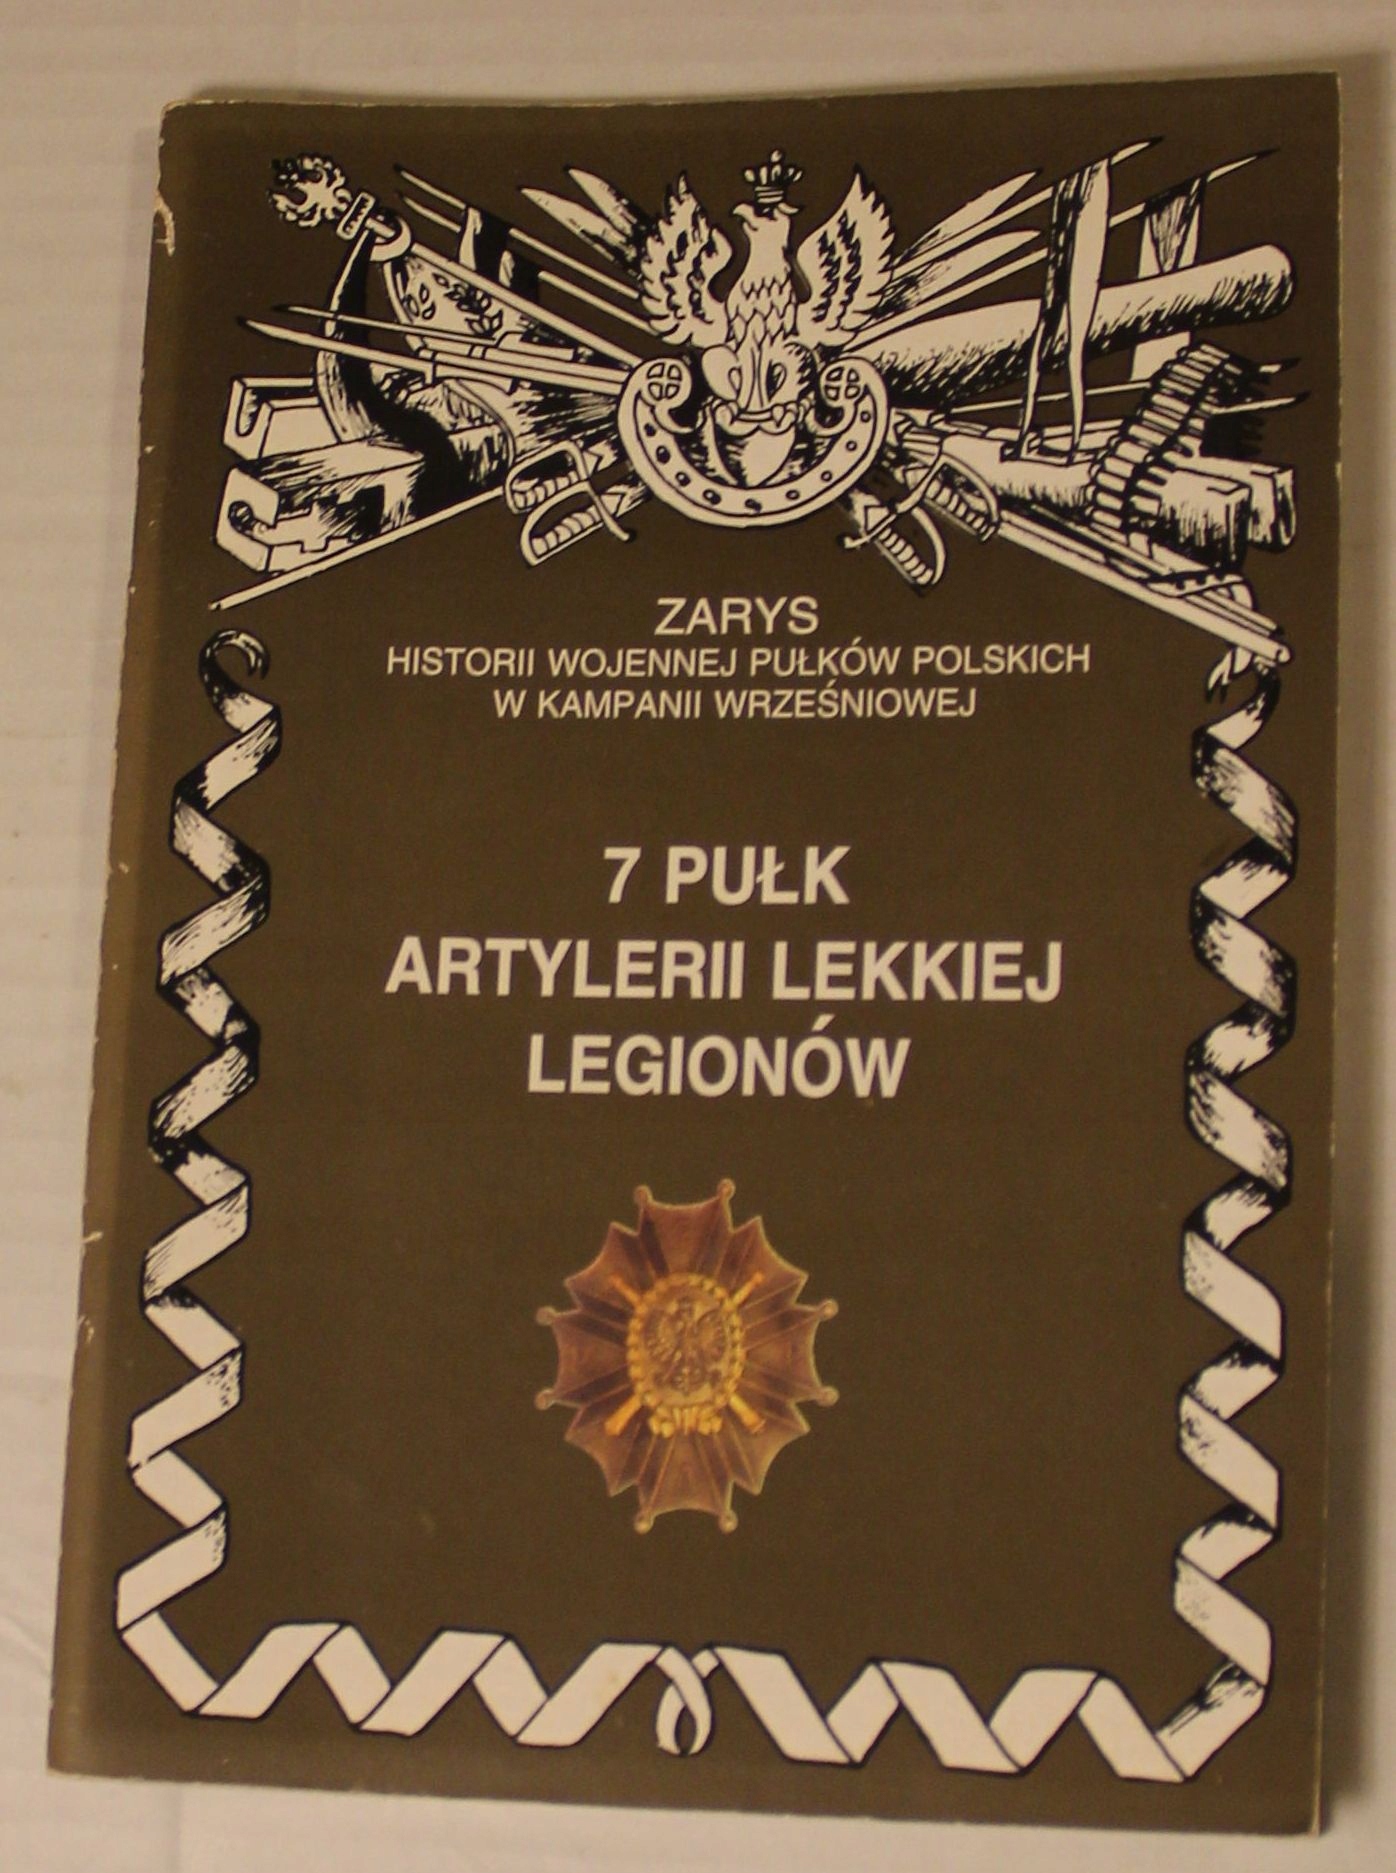 ZARYS
HISTORII WOJENNEJ PUŁKÓW POLSKICH
W KAMPANII WRZEŚNIOWEJ
7 PUŁK
ARTYLERII LEKKIEJ
LEGIONÓW